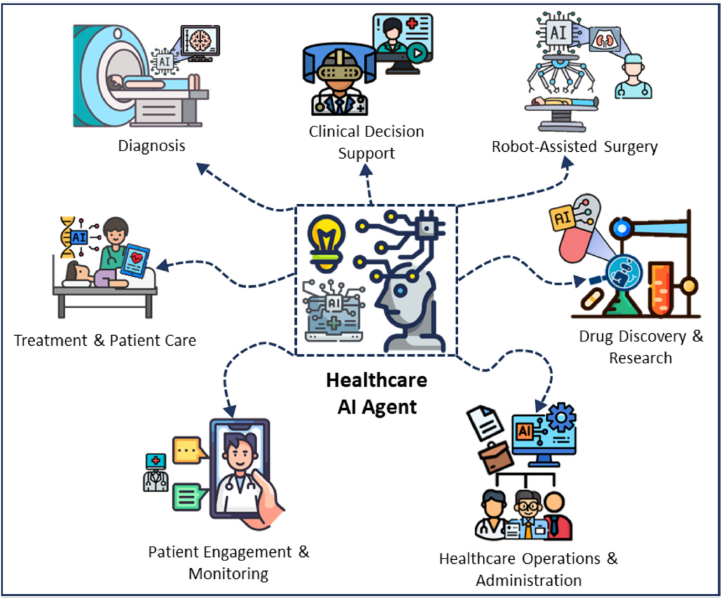 AI
Diagnosis
Clinical Decision
Support
AI
Robot-Assisted Surgery
AI
Treatment & Patient Care
AI
Healthcare
AI Agent
AI
Drug Discovery &
Research
Patient Engagement &
Monitoring
AI
Healthcare Operations &
Administration